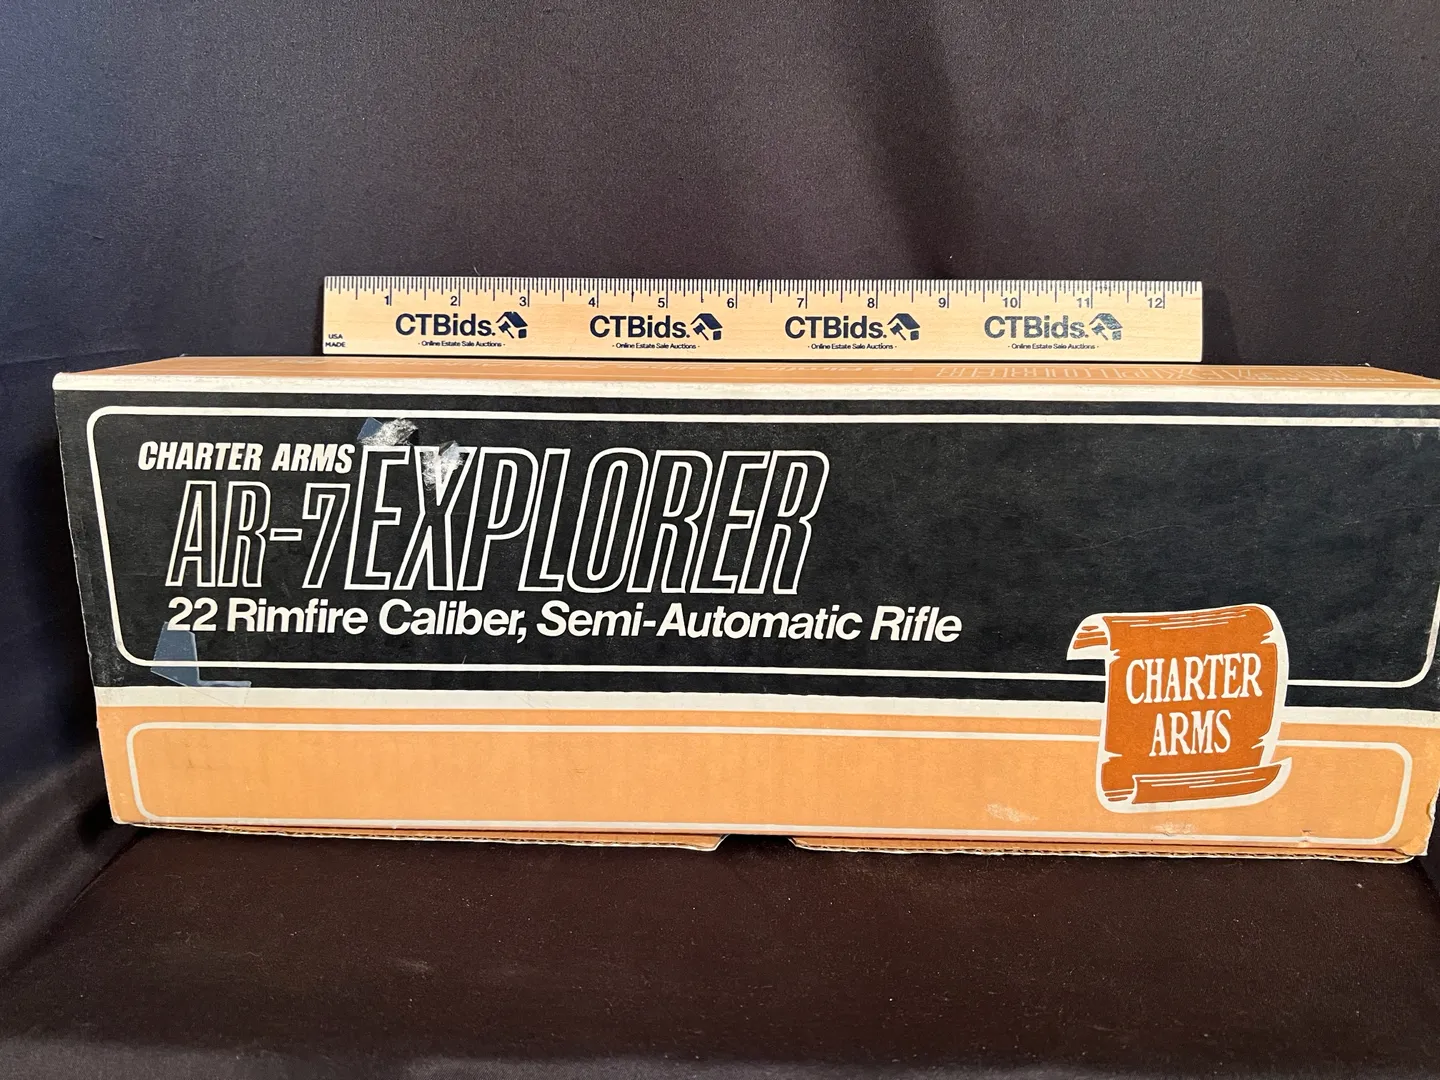 1 2 3 4 5 6 7 8 9 10 11 12
CTBids. CTBids. CTBids. CTBids.
USA
MADE
- Online Estate Sale Auctions - - Online Estate Sale Auctions - - Online Estate Sale Auctions - - Online Estate Sale Auctions -
CHARTER ARMS
AR-7 EXPLORER
22 Rimfire Caliber, Semi-Automatic Rifle
CHARTER
ARMS